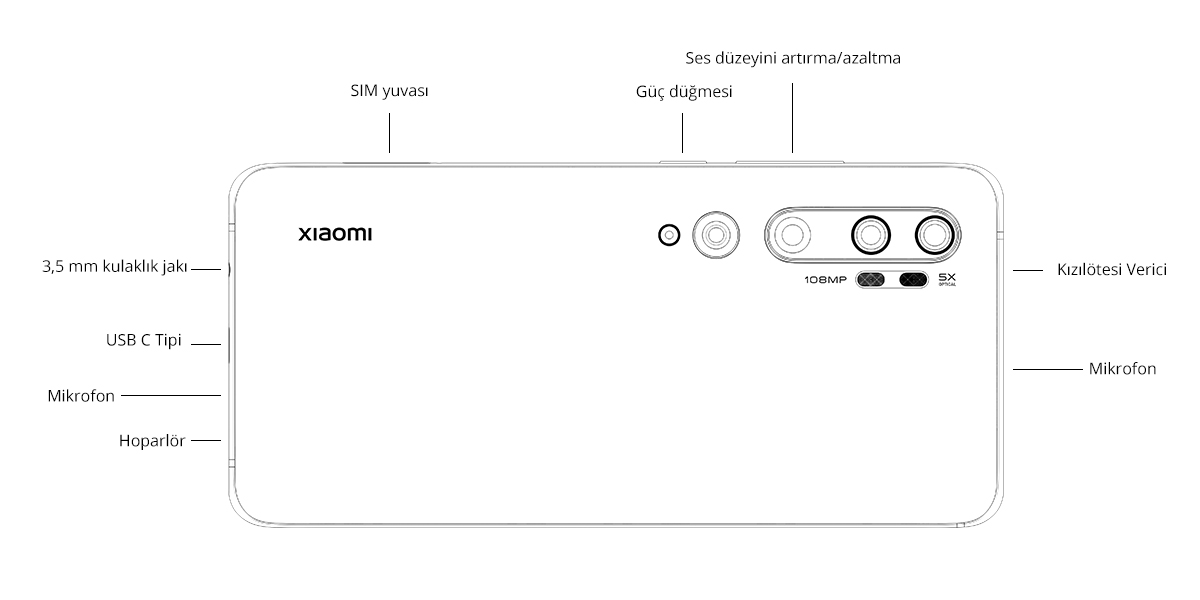 Ses düzeyini artırma/azaltma
SIM yuvası
Güç düğmesi
xıaomı
3,5 mm kulaklık jakı
108MP
5X
OPTICAL
Kızılötesi Verici
USB C Tipi
Mikrofon
Mikrofon
Hoparlör